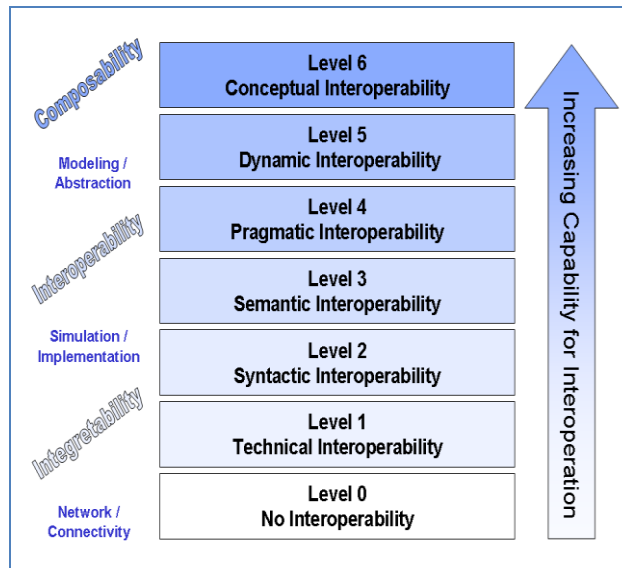 Composability
Level 6
Conceptual Interoperability
Level 5
Dynamic Interoperability
Modeling /
Abstraction
Level 4
Pragmatic Interoperability
Interoperability
Level 3
Semantic Interoperability
Simulation /
Implementation
Level 2
Syntactic Interoperability
Integretability
Level 1
Technical Interoperability
Level 0
No Interoperability
Network /
Connectivity
Increasing Capability for Interoperation